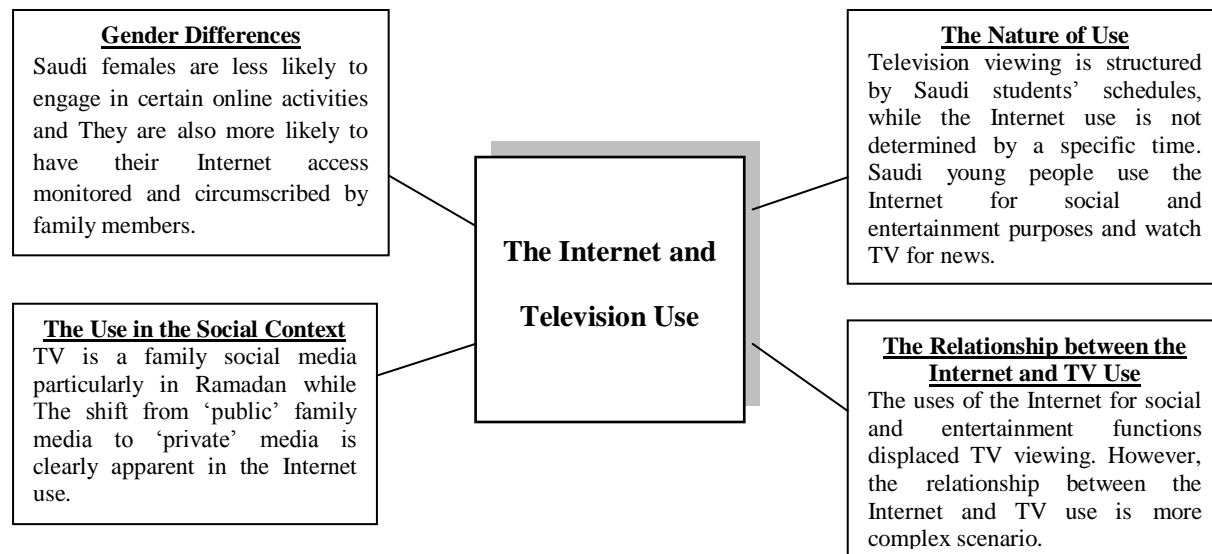 Gender Differences
Saudi females are less likely to
engage in certain online activities
and They are also more likely to
have their Internet access
monitored and circumscribed by
family members.
The Nature of Use
Television viewing is structured
by Saudi students’ schedules,
while the Internet use is not
determined by a specific time.
Saudi young people use the
Internet for social and
entertainment purposes and watch
TV for news.
The Internet and
Television Use
The Use in the Social Context
TV is a family social media
particularly in Ramadan while
The shift from ‘public’ family
media to ‘private’ media is
clearly apparent in the Internet
use.
The Relationship between the
Internet and TV Use
The uses of the Internet for social
and entertainment functions
displaced TV viewing. However,
the relationship between the
Internet and TV use is more
complex scenario.